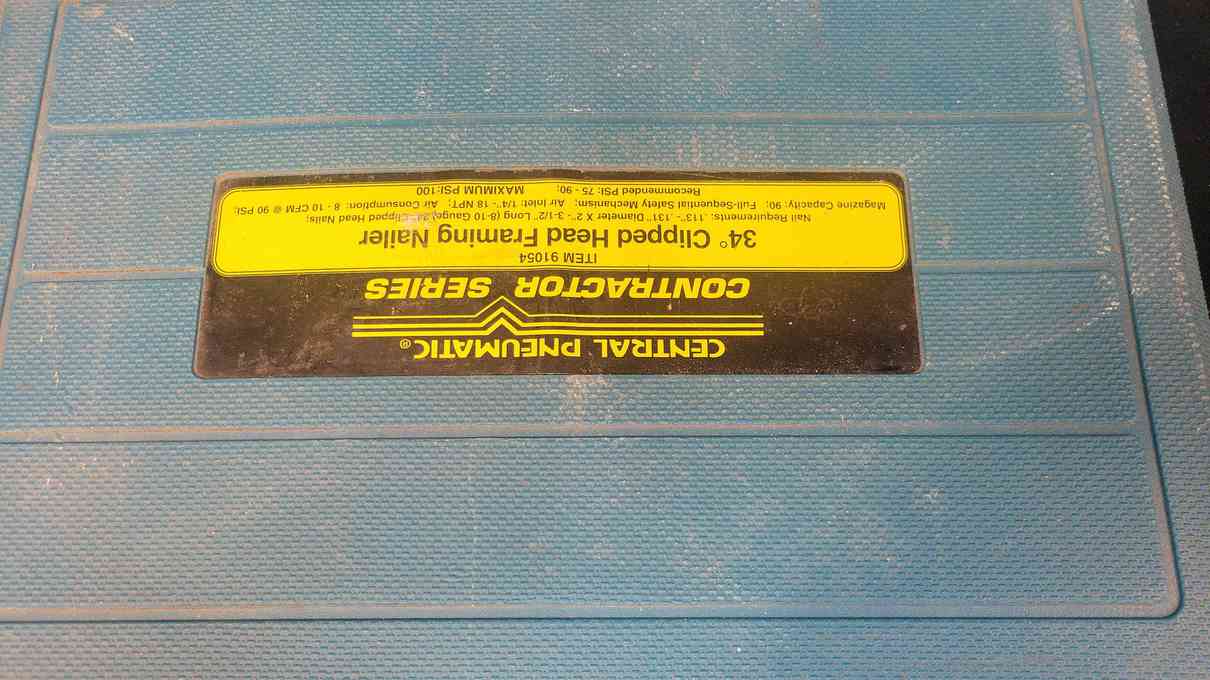 CENTRAL PNEUMATIC®
CONTRACTOR SERIES
ITEM 91054
34° Clipped Head Framing Nailer
Nail Requirements: .113"- .131" Diameter X 2"- 3-1/2" Long (8-10 Gauge) 34° Clipped Head Nails;
Magazine Capacity: 90; Full-Sequential Safety Mechanism; Air Inlet: 1/4"- 18 NPT; Air Consumption: 8 - 10 CFM @ 90 PSI;
Recommended PSI: 75 - 90; MAXIMUM PSI:100